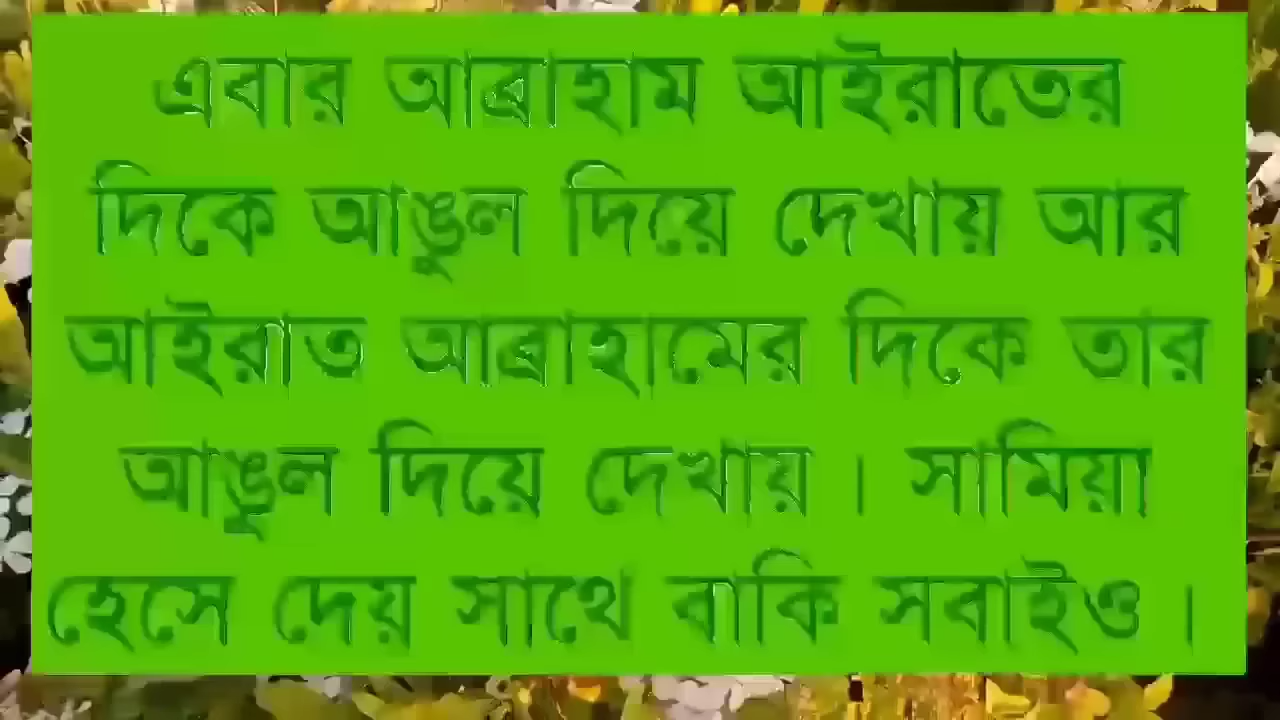 এবার আব্রাহাম আইরাতের
দিকে আঙুল দিয়ে দেখায় আর
আইরাত আব্রাহামের দিকে তার
আঙুল দিয়ে দেখায় । সামিয়া
হেসে দেয় সাথে বাকি সবাইও ।